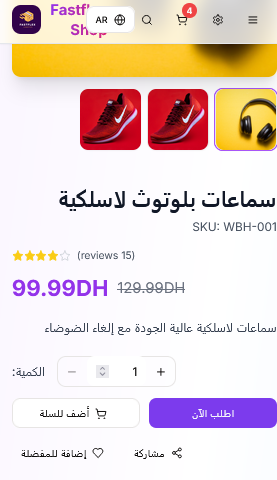 Fastfl
Shop
AR
4
سماعات بلوتوث لاسلكية
SKU: WBH-001
(reviews 15)
99.99DH 129.99DH
سماعات لاسلكية عالية الجودة مع إلغاء الضوضاء
الكمية:
1
اطلب الآن
أضف للسلة
مشاركة
إضافة للمفضلة